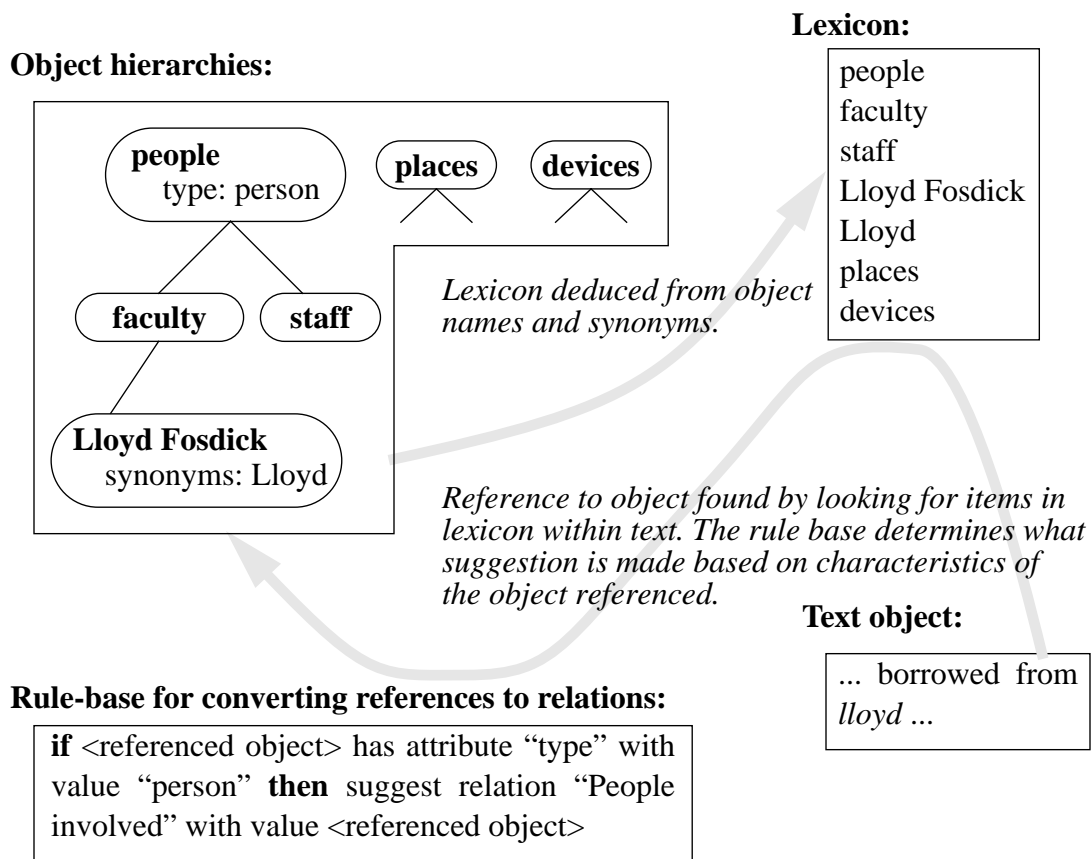 Object hierarchies:
people
type: person
places
devices
faculty
staff
Lloyd Fosdick
synonyms: Lloyd
Lexicon:
people
faculty
staff
Lloyd Fosdick
Lloyd
places
devices
Lexicon deduced from object
names and synonyms.
Reference to object found by looking for items in
lexicon within text. The rule base determines what
suggestion is made based on characteristics of
the object referenced.
Text object:
... borrowed from
lloyd ...
Rule-base for converting references to relations:
if <referenced object> has attribute “type” with
value “person” then suggest relation “People
involved” with value <referenced object>